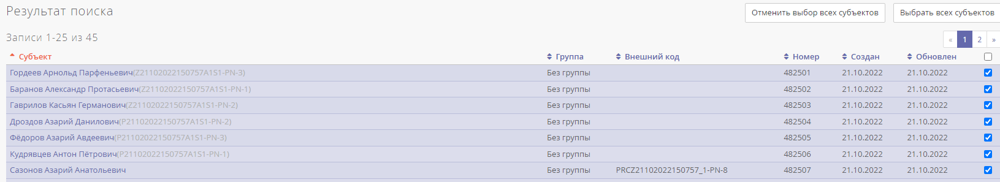 Результат поиска
Отменить выбор всех субъектов Выбрать всех субъектов
Записи 1-25 из 45
« 1 2 »
Субъект Группа Внешний код Номер Создан Обновлен
Гордеев Арнольд Парфеньевич(Z21102022150757A1S1-PN-3) Без группы 482501 21.10.2022 21.10.2022
Баранов Александр Протасьевич(Z21102022150757A1S1-PN-1) Без группы 482502 21.10.2022 21.10.2022
Гаврилов Касьян Германович(Z21102022150757A1S1-PN-2) Без группы 482503 21.10.2022 21.10.2022
Дроздов Азарий Данилович(P21102022150757A1S1-PN-2) Без группы 482504 21.10.2022 21.10.2022
Фёдоров Азарий Авдеевич(P21102022150757A1S1-PN-3) Без группы 482505 21.10.2022 21.10.2022
Кудрявцев Антон Пётрович(P21102022150757A1S1-PN-1) Без группы 482506 21.10.2022 21.10.2022
Сазонов Азарий Анатольевич Без группы PRCZ21102022150757_1-PN-8 482507 21.10.2022 21.10.2022